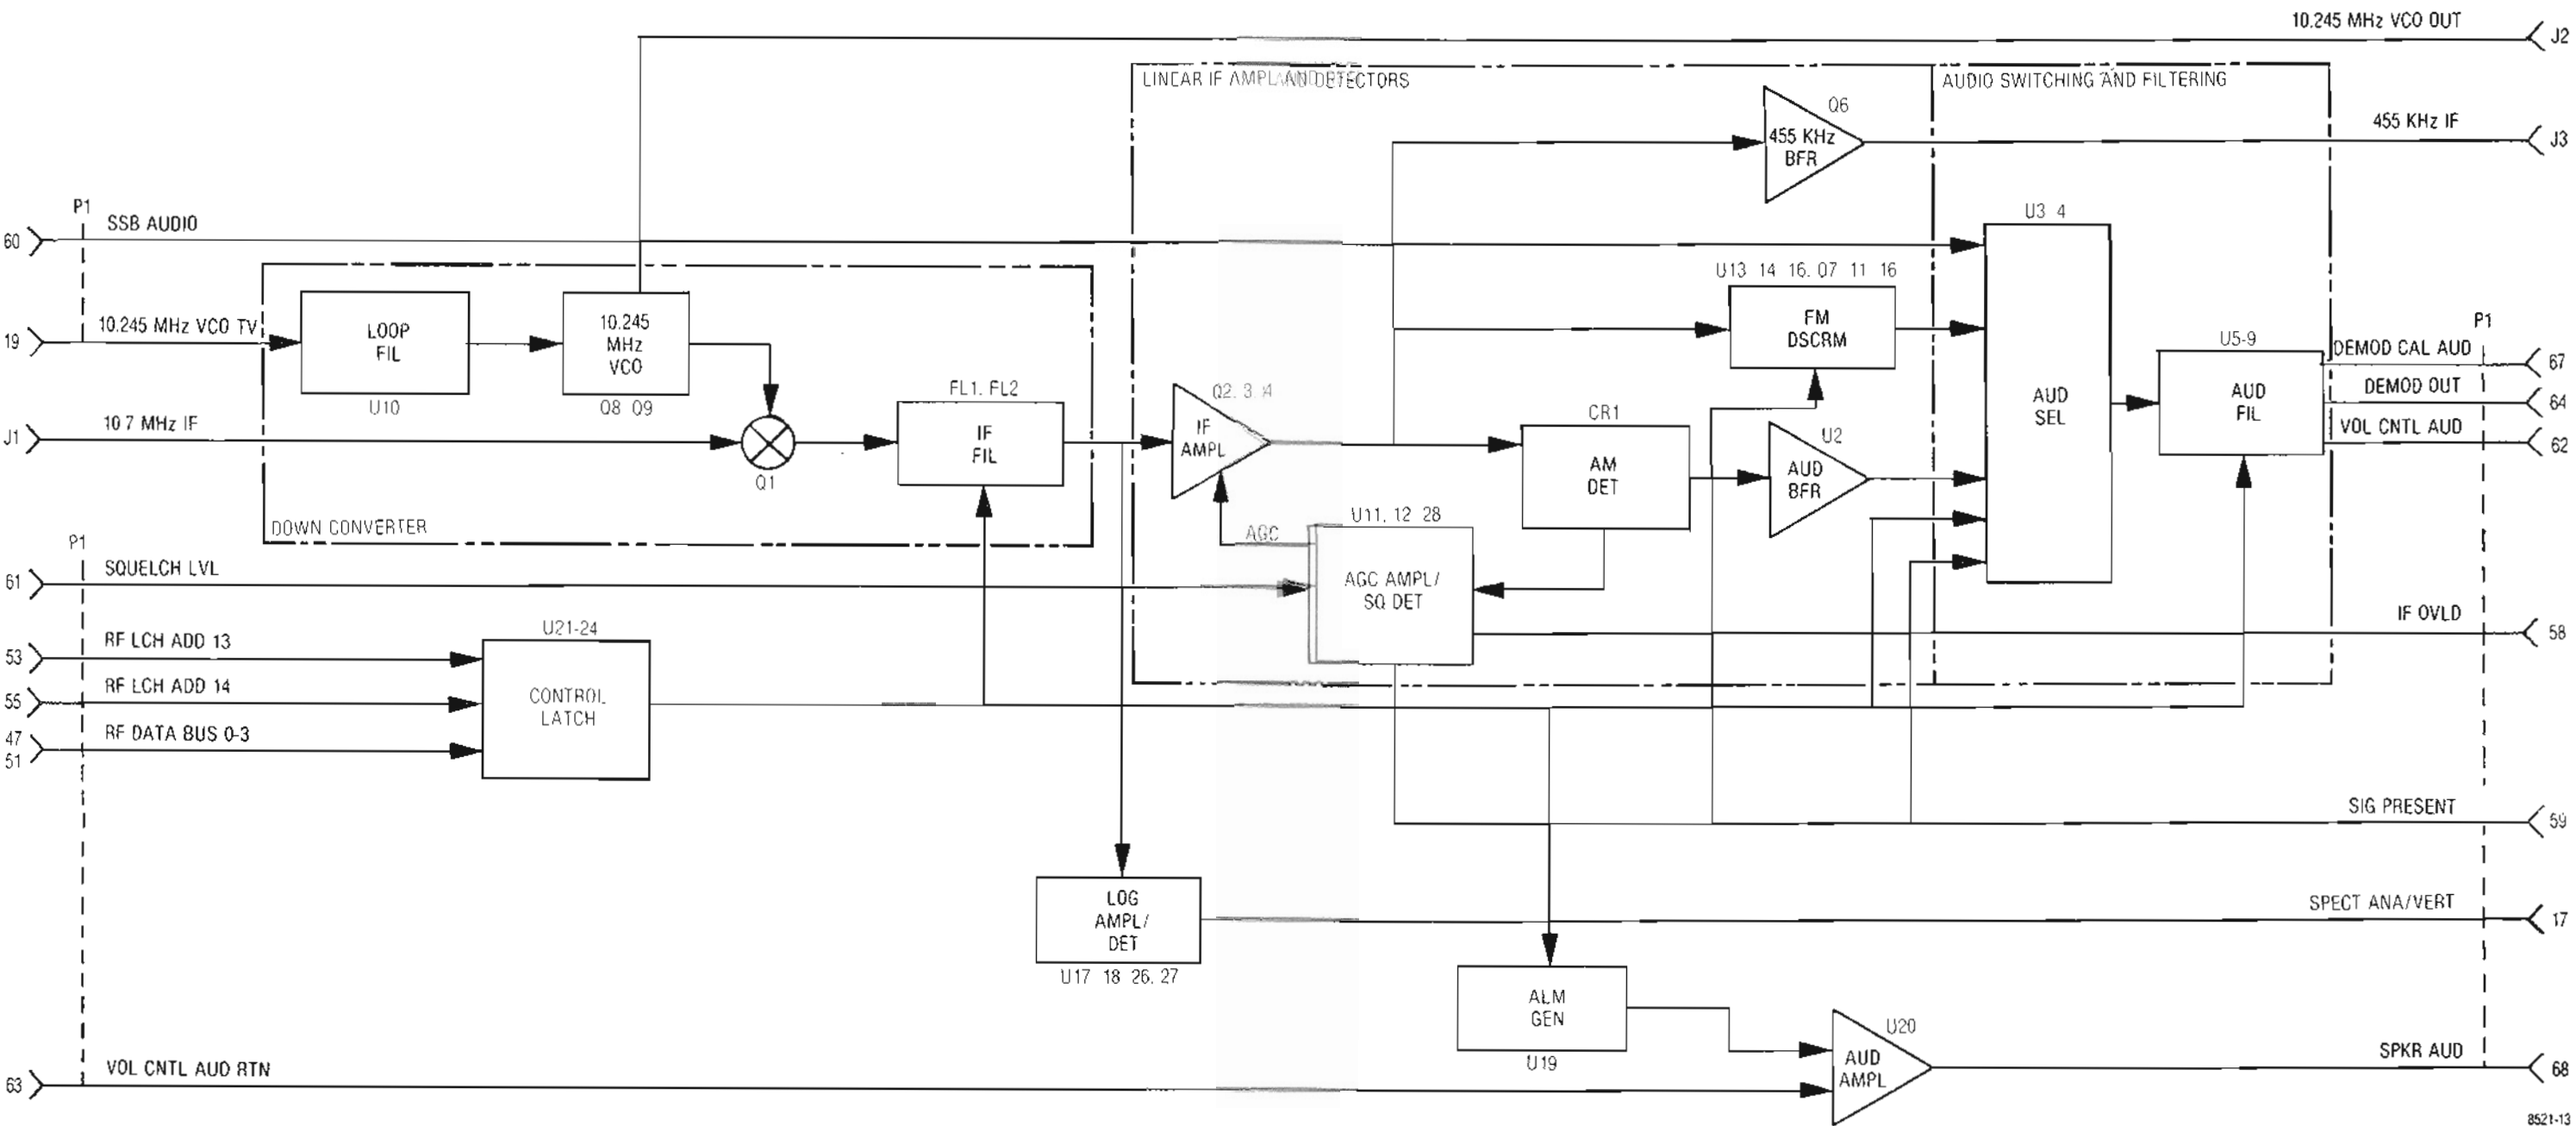 10.245 MHz VCO OUT
J2
LINEAR IF AMPL AND DETECTORS
AUDIO SWITCHING AND FILTERING
Q6
455 KHz
BFR
455 KHz IF
J3
P1
SSB AUDIO
60
U3 4
AUD
SEL
10.245 MHz VCO TV
19
LOOP
FIL
U10
10.245
MHz
VCO
Q8 Q9
U13 14 16. Q7 11 16
FM
DSCRM
P1
U5-9
AUD
FIL
DEMOD CAL AUD
67
DEMOD OUT
64
VOL CNTL AUD
62
J1
10 7 MHz IF
Q1
FL1. FL2
IF
FIL
Q2. 3. 4
IF
AMPL
CR1
AM
DET
U2
AUD
BFR
DOWN CONVERTER
AGC
U11. 12 28
AGC AMPL/
SQ DET
P1
SQUELCH LVL
61
IF OVLD
58
RF LCH ADD 13
53
RF LCH ADD 14
55
RF DATA BUS 0-3
47
51
U21-24
CONTROL
LATCH
SIG PRESENT
59
LOG
AMPL/
DET
U17 18 26. 27
SPECT ANA/VERT
17
ALM
GEN
U19
U20
AUD
AMPL
SPKR AUD
68
VOL CNTL AUD RTN
63
8521-13